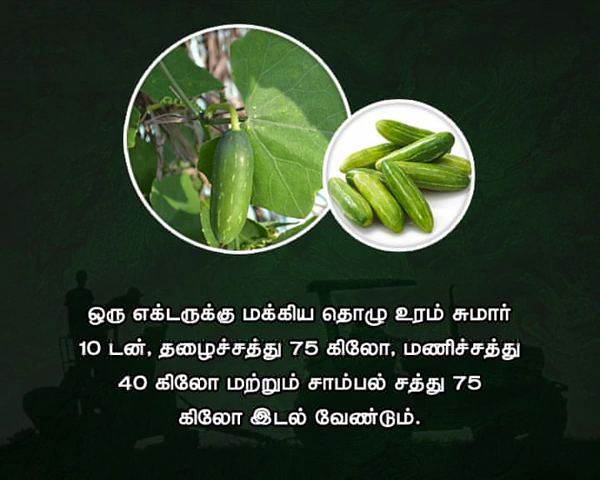 ஒரு எக்டருக்கு மக்கிய தொழு உரம் சுமார்
10 டன், தழைச்சத்து 75 கிலோ, மணிச்சத்து
40 கிலோ மற்றும் சாம்பல் சத்து 75
கிலோ இடல் வேண்டும்.